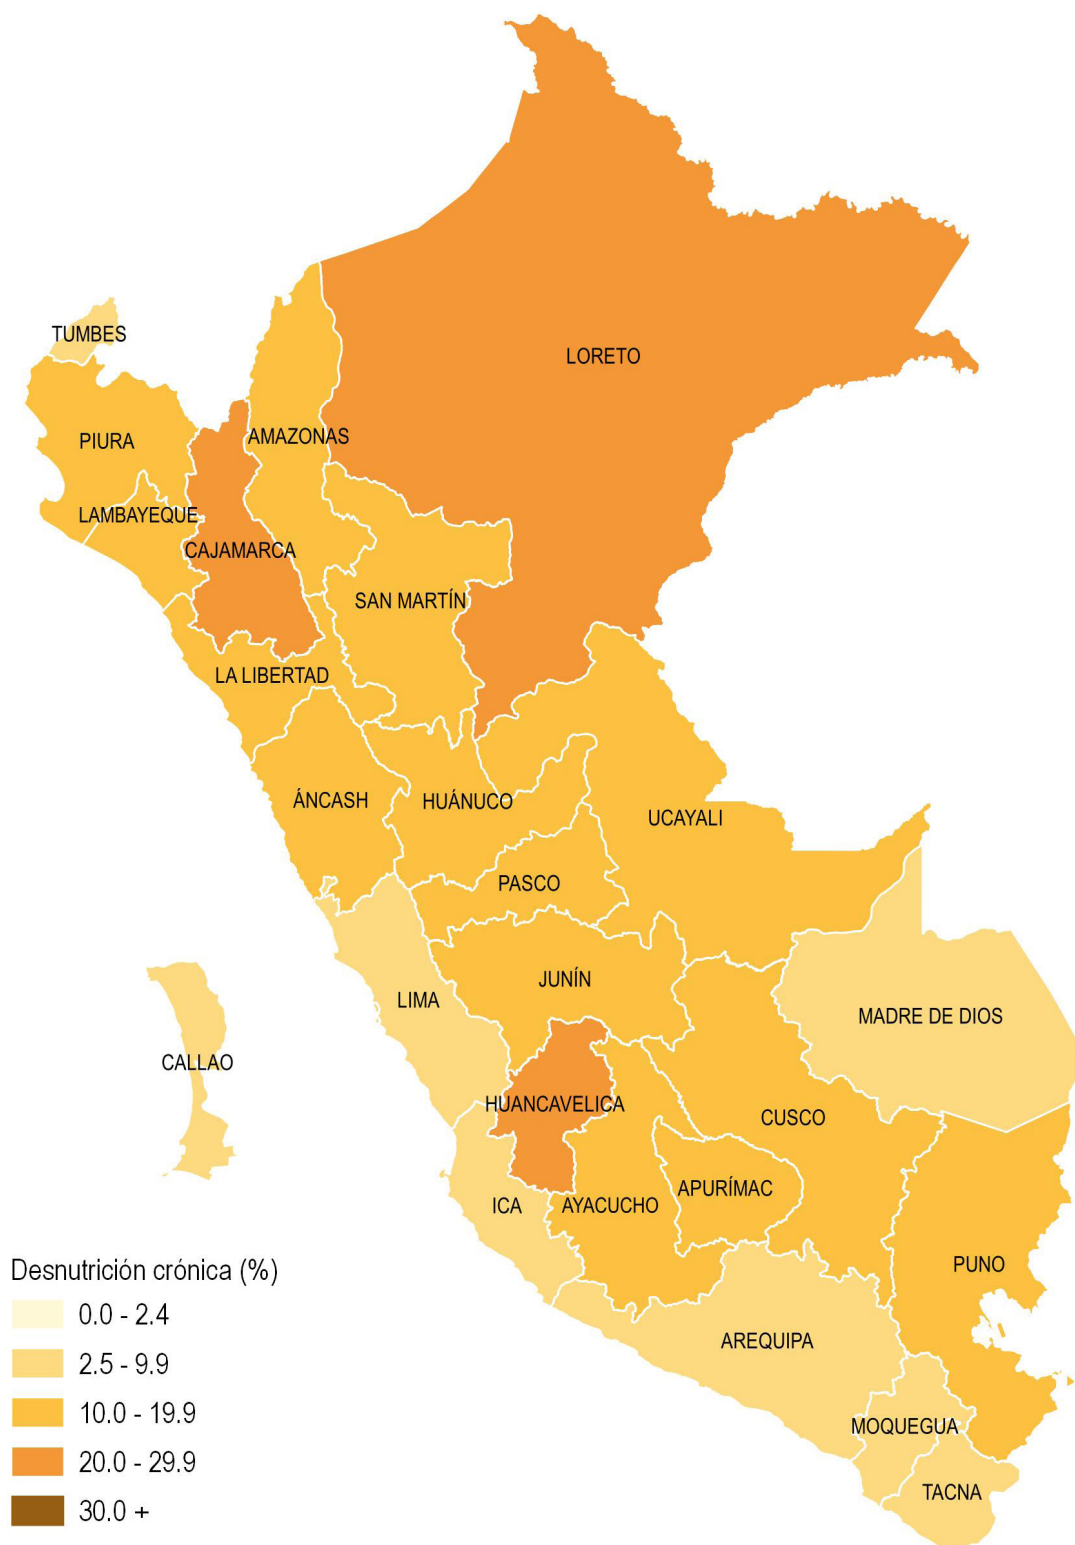 TUMBES
LORETO
PIURA
AMAZONAS
LAMBAYEQUE
CAJAMARCA
SAN MARTÍN
LA LIBERTAD
ÁNCASH
HUÁNUCO
UCAYALI
PASCO
JUNÍN
LIMA
MADRE DE DIOS
CALLAO
HUANCAVELICA
CUSCO
APURÍMAC
ICA
AYACUCHO
PUNO
AREQUIPA
MOQUEGUA
TACNA
Desnutrición crónica (%)
0.0 - 2.4
2.5 - 9.9
10.0 - 19.9
20.0 - 29.9
30.0 +